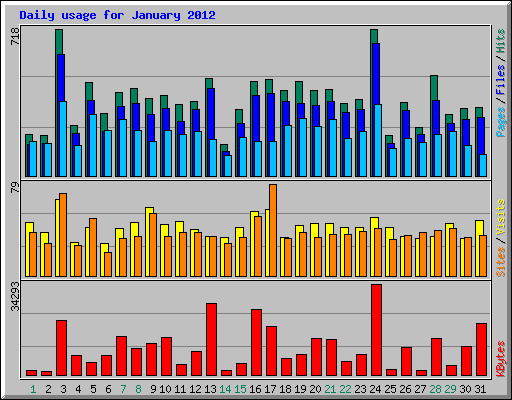 Daily usage for January 2012
718
Pages / Files / Hits
79
Sites / Visits
34293
KBytes
1 2 3 4 5 6 7 8 9 10 11 12 13 14 15 16 17 18 19 20 21 22 23 24 25 26 27 28 29 30 31